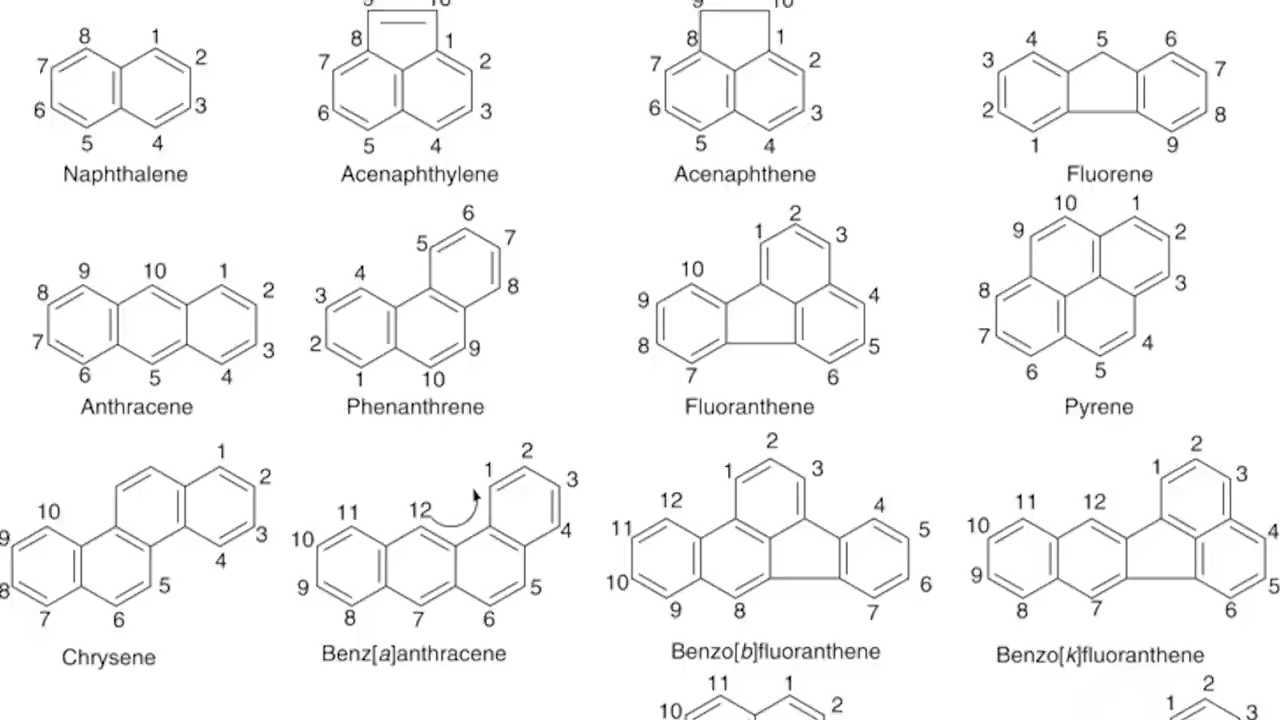 9 10 9 10
8 1 8 1 8 1 4 5 6
7 2 7 2 7 2 3 7
6 3 6 3 6 3 2 8
5 4 5 4 5 4 1 9
Naphthalene Acenaphthylene Acenaphthene Fluorene
6 2 10 1
5 7 1 3 9 2
9 10 1 4 10
8 2 3 8 9 4 8 3
7 3 2 9 8 5 7 4
6 5 4 1 10 7 6 6 5
Anthracene Phenanthrene Fluoranthene Pyrene
1 2 2 2
2 1 3 1 3 1 3
10 11 12 12 4 11 12
9 3 10 4 11 5 10 4
8 4 5 9 5 10 6 9 5
7 6 8 7 6 9 8 7 8 7 6
Chrysene Benz[a]anthracene Benzo[b]fluoranthene Benzo[k]fluoranthene
11 1 2
10 2 1 3